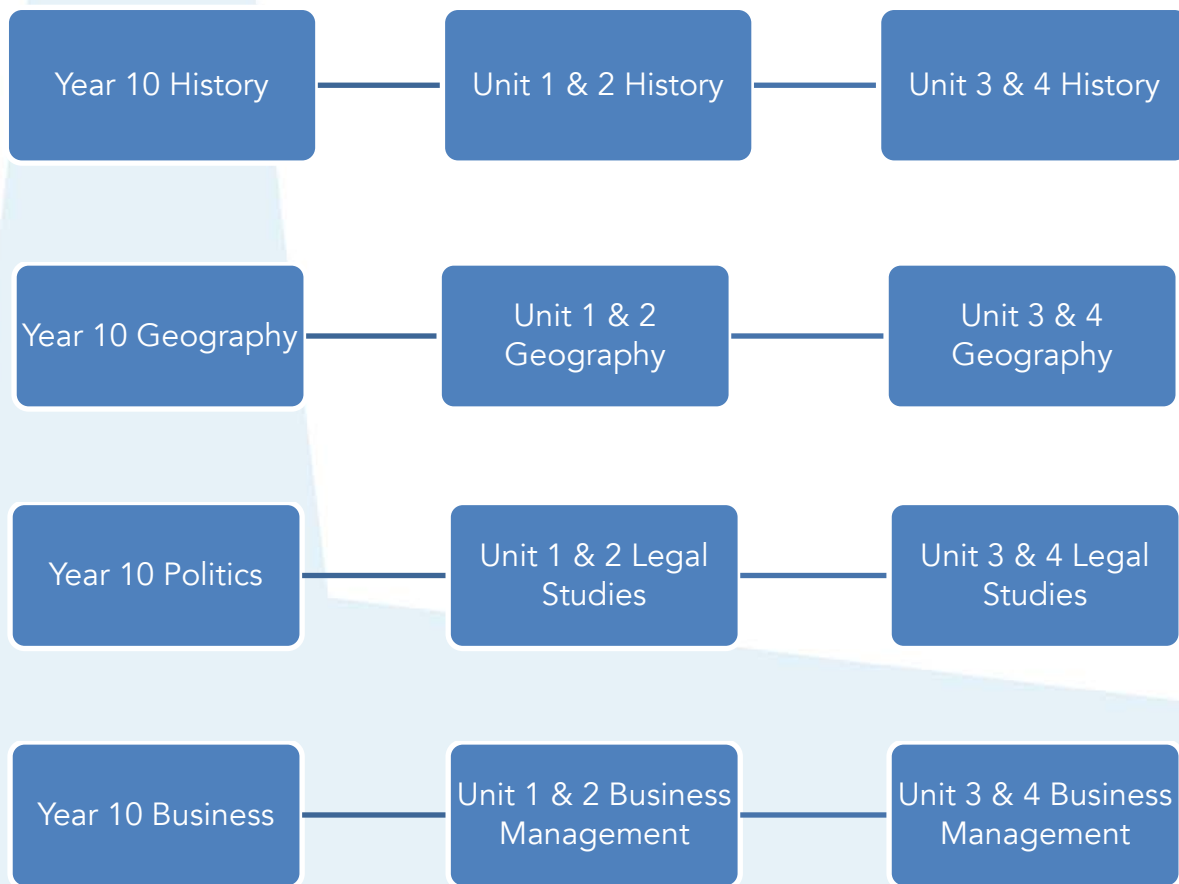 Year 10 History
Unit 1 & 2 History
Unit 3 & 4 History
Year 10 Geography
Unit 1 & 2
Geography
Unit 3 & 4
Geography
Year 10 Politics
Unit 1 & 2 Legal
Studies
Unit 3 & 4 Legal
Studies
Year 10 Business
Unit 1 & 2 Business
Management
Unit 3 & 4 Business
Management